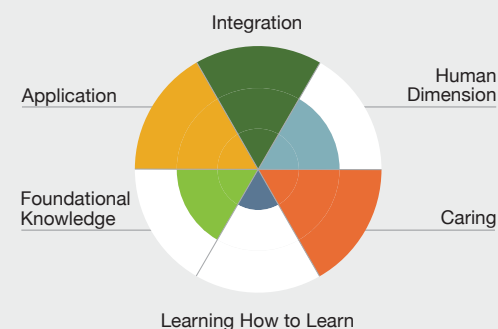 Integration
Human
Dimension
Application
Foundational
Knowledge
Caring
Learning How to Learn